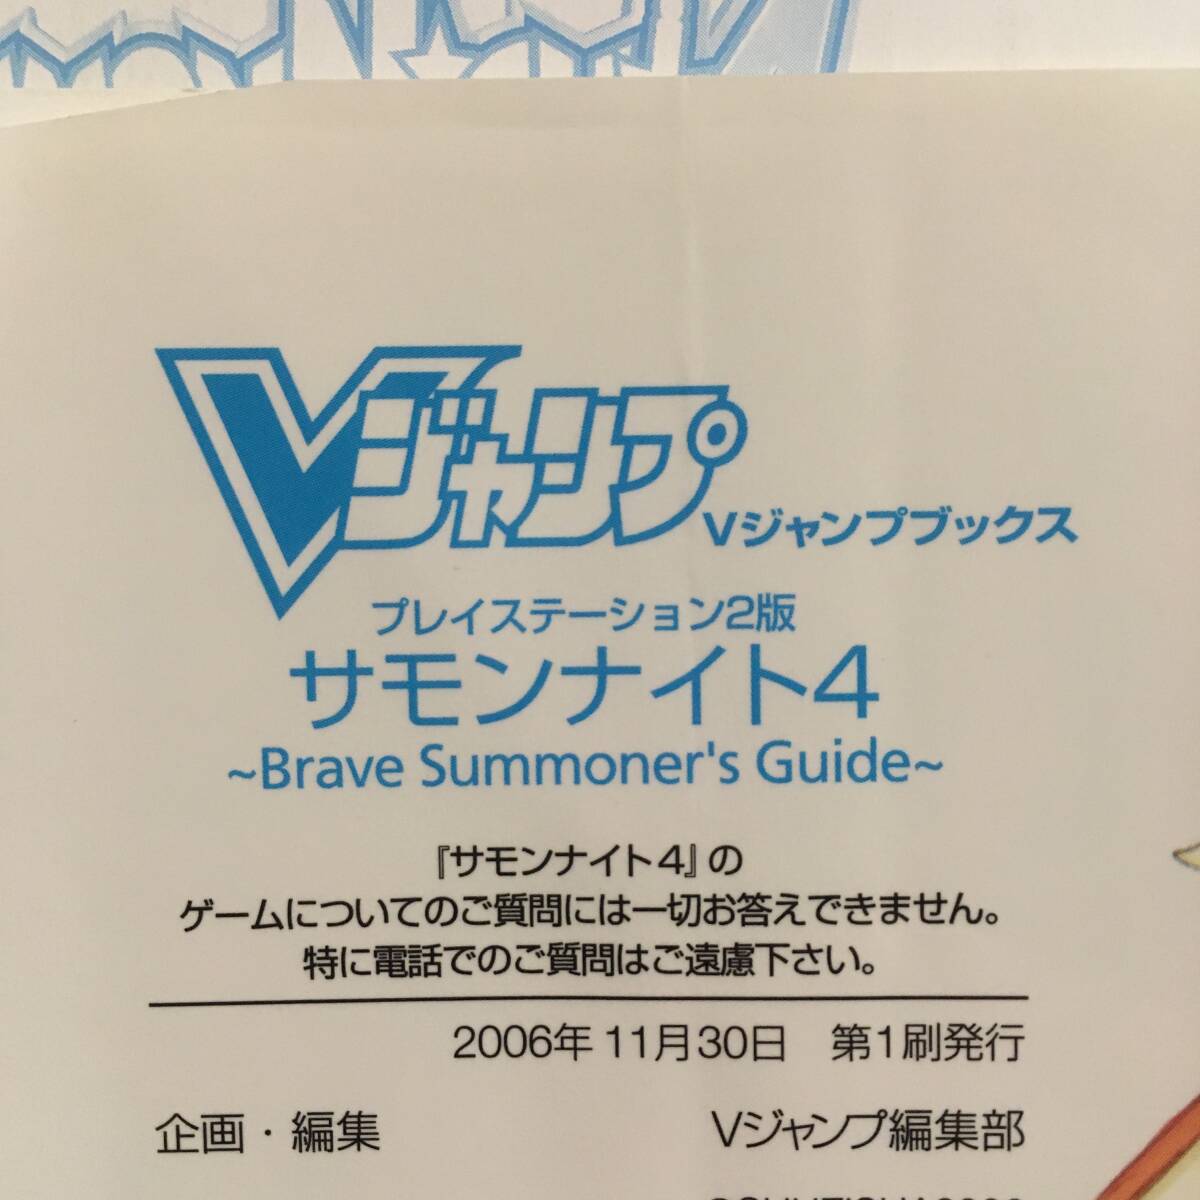 Vジャンプ
Vジャンプブックス
プレイステーション2版
サモンナイト4
~Brave Summoner's Guide~
『サモンナイト4』の
ゲームについてのご質問には一切お答えできません。
特に電話でのご質問はご遠慮下さい。
2006年11月30日 第1刷発行
企画・編集 Vジャンプ編集部